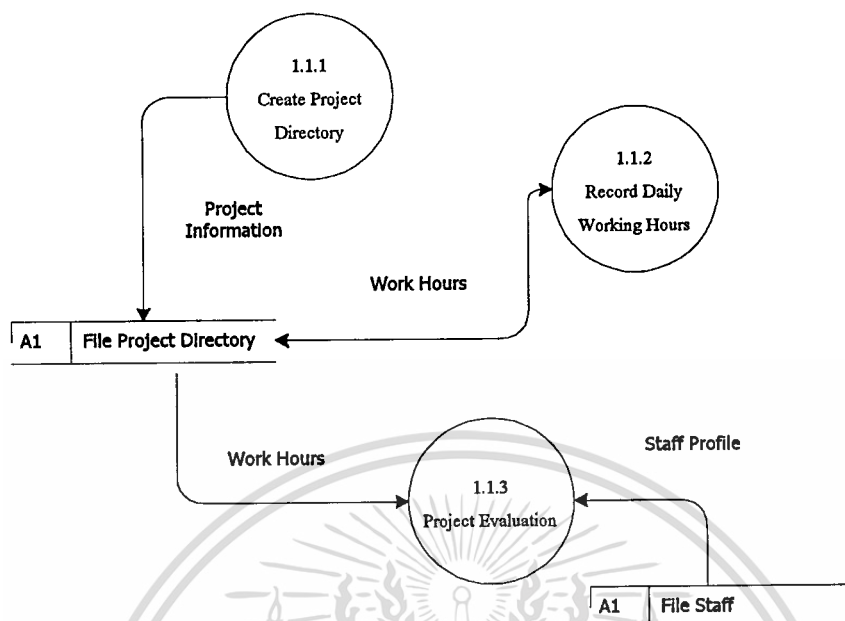 1.1.1
Create Project
Directory
1.1.2
Record Daily
Working Hours
Project
Information
Work Hours
A1 File Project Directory
Work Hours
Staff Profile
1.1.3
Project Evaluation
A1 File Staff